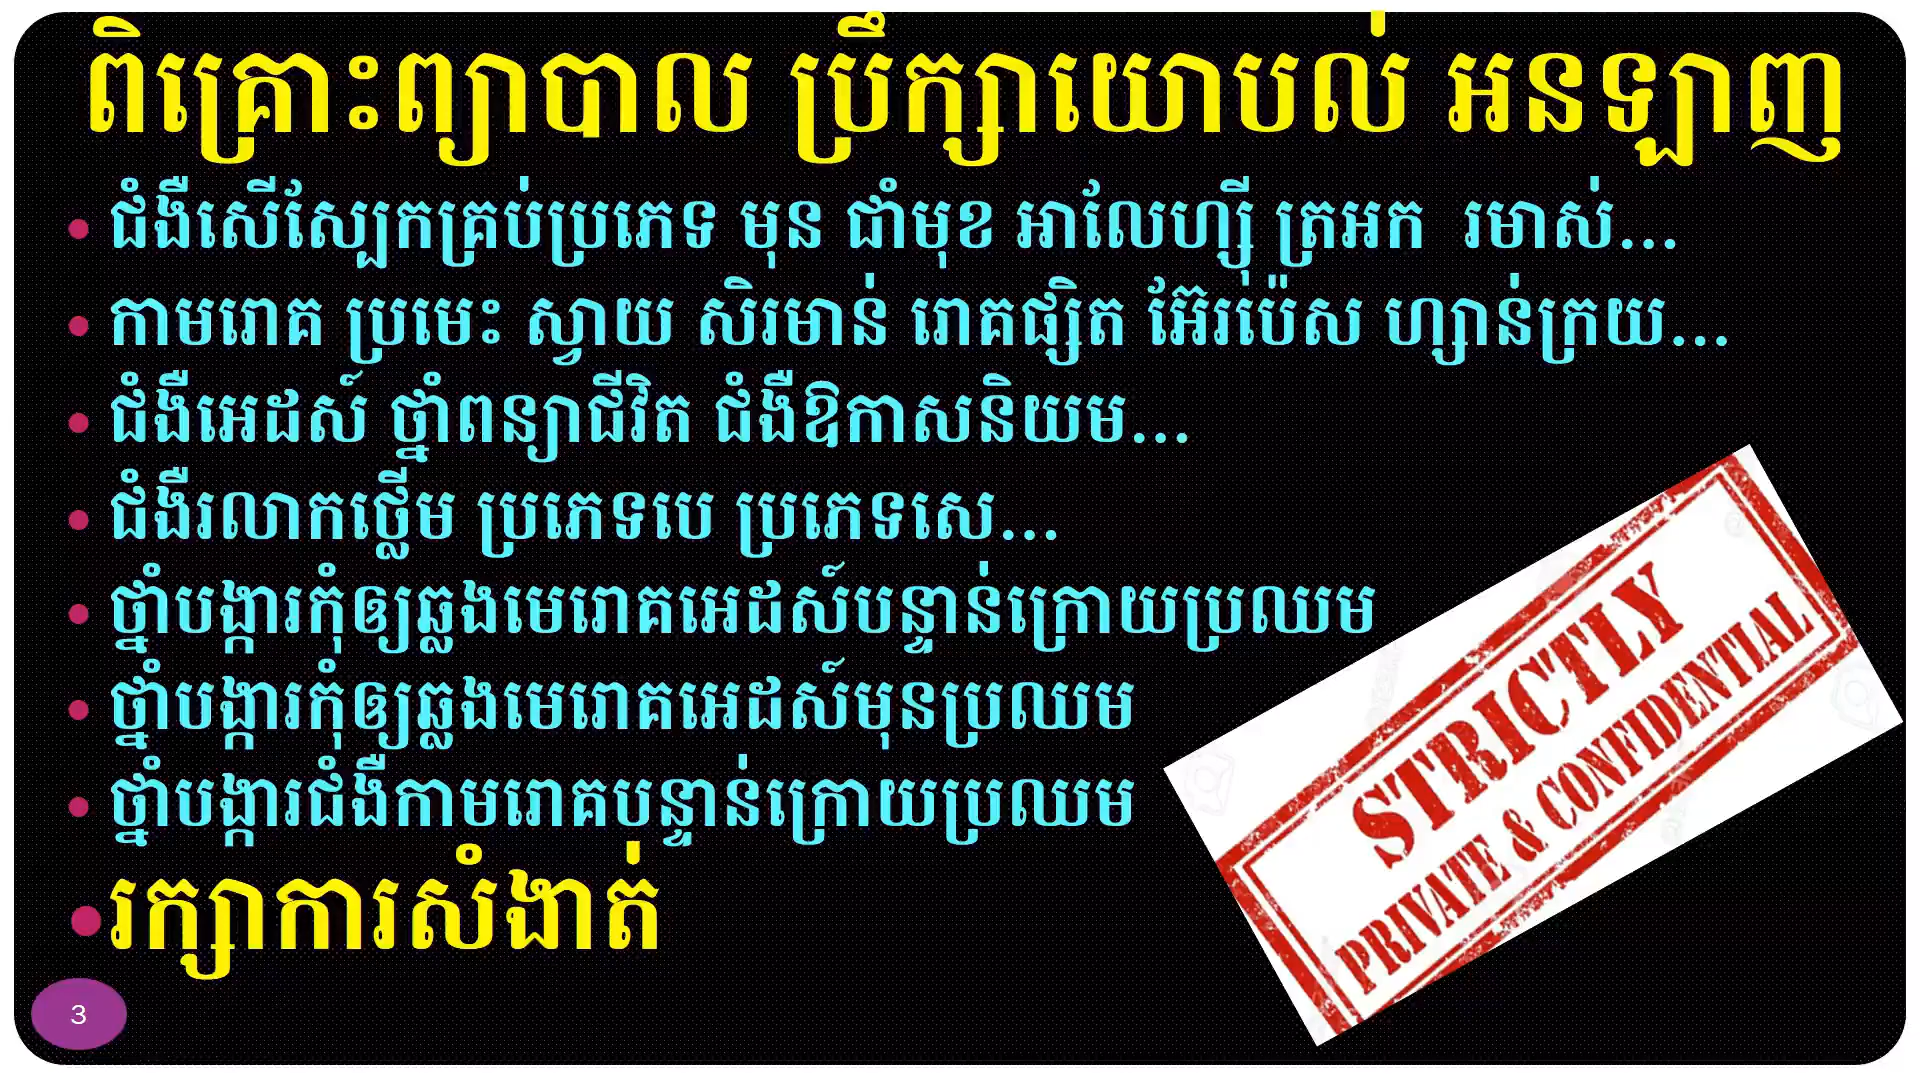 ពិគ្រោះព្យាបាល ប្រឹក្សាយោបល់ អនឡាញ
• ជំងឺសើស្បែកគ្រប់ប្រភេទ មុន ជាំមុខ អាលែហ្ស៊ី ត្រអក រមាស់...
• កាមរោគ ប្រមេះ ស្វាយ សិរមាន់ រោគផ្សិត អ៊ែរប៉េស ហ្សាន់ក្រយ...
• ជំងឺអេដស៍ ថ្នាំពន្យាជីវិត ជំងឺឱកាសនិយម...
• ជំងឺរលាកថ្លើម ប្រភេទបេ ប្រភេទសេ...
• ថ្នាំបង្ការកុំឲ្យឆ្លងមេរោគអេដស៍បន្ទាន់ក្រោយប្រឈម
• ថ្នាំបង្ការកុំឲ្យឆ្លងមេរោគអេដស៍មុនប្រឈម
• ថ្នាំបង្ការជំងឺកាមរោគបន្ទាន់ក្រោយប្រឈម
• រក្សាការសំងាត់
STRICTLY
PRIVATE & CONFIDENTIAL
3